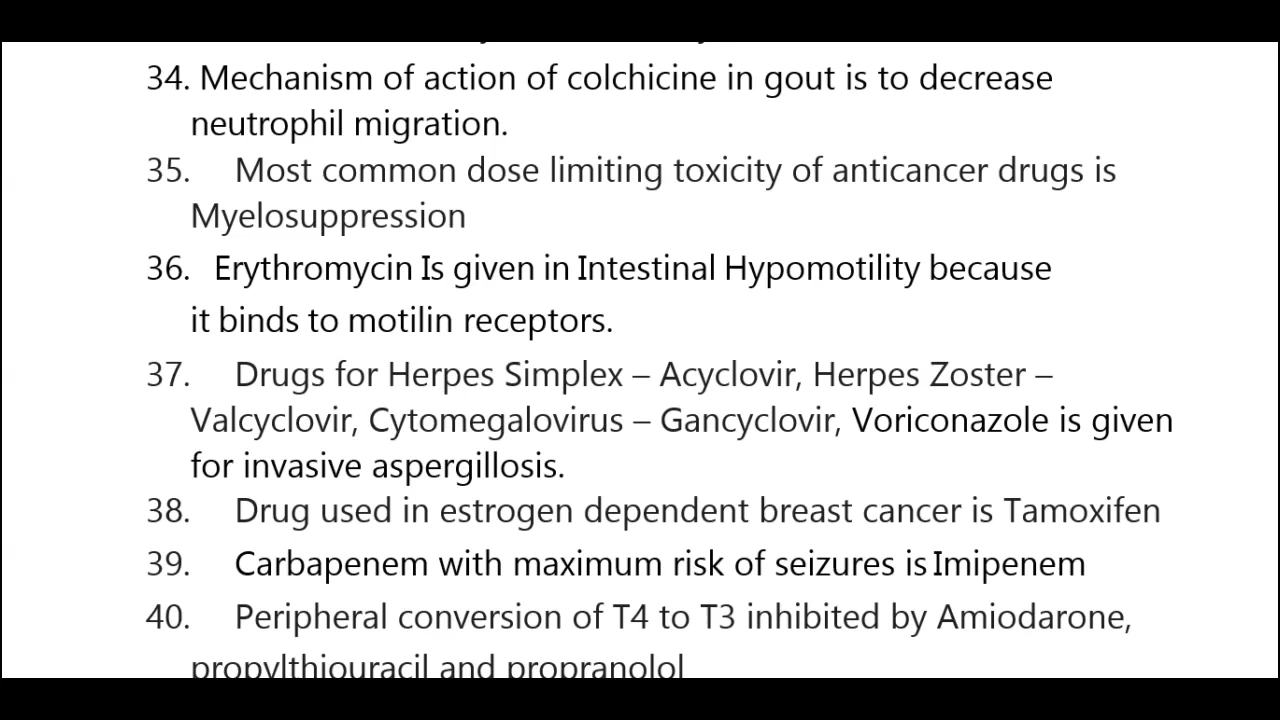 34. Mechanism of action of colchicine in gout is to decrease
neutrophil migration.
35. Most common dose limiting toxicity of anticancer drugs is
Myelosuppression
36. Erythromycin Is given in Intestinal Hypomotility because
it binds to motilin receptors.
37. Drugs for Herpes Simplex – Acyclovir, Herpes Zoster –
Valcyclovir, Cytomegalovirus – Gancyclovir, Voriconazole is given
for invasive aspergillosis.
38. Drug used in estrogen dependent breast cancer is Tamoxifen
39. Carbapenem with maximum risk of seizures is Imipenem
40. Peripheral conversion of T4 to T3 inhibited by Amiodarone,
propylthiouracil and propranolol